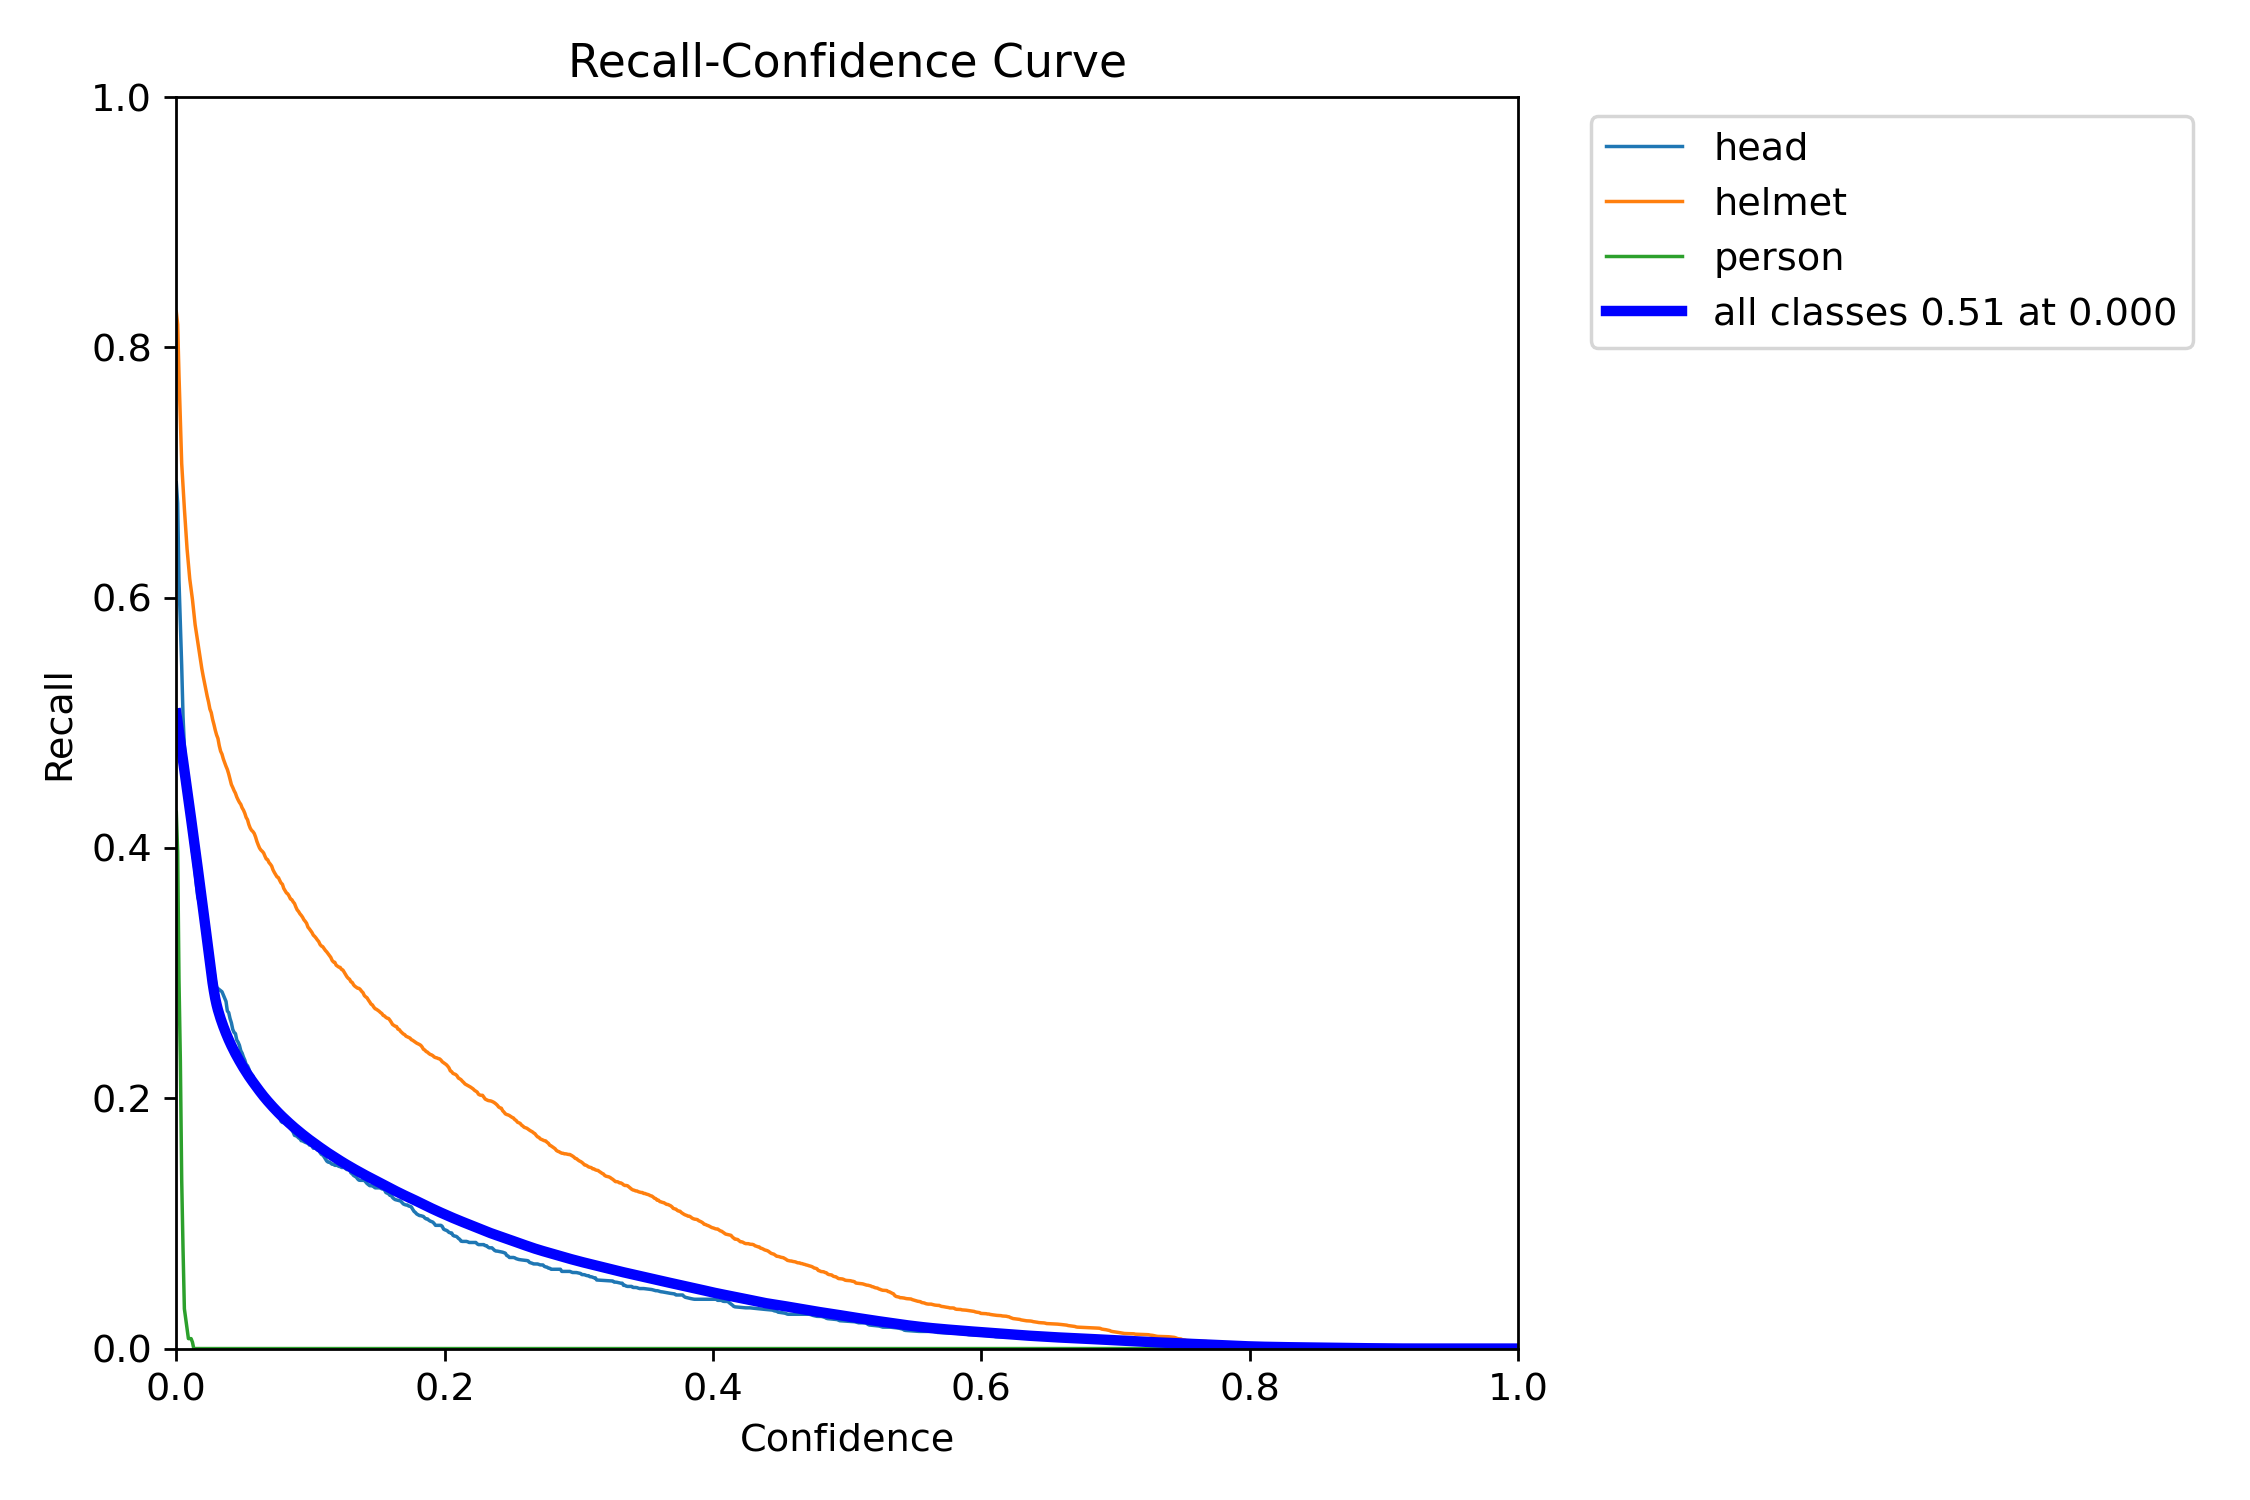 Recall-Confidence Curve
1.0
0.8
0.6
0.4
0.2
0.0
Recall
0.0 0.2 0.4 0.6 0.8 1.0
Confidence
head
helmet
person
all classes 0.51 at 0.000